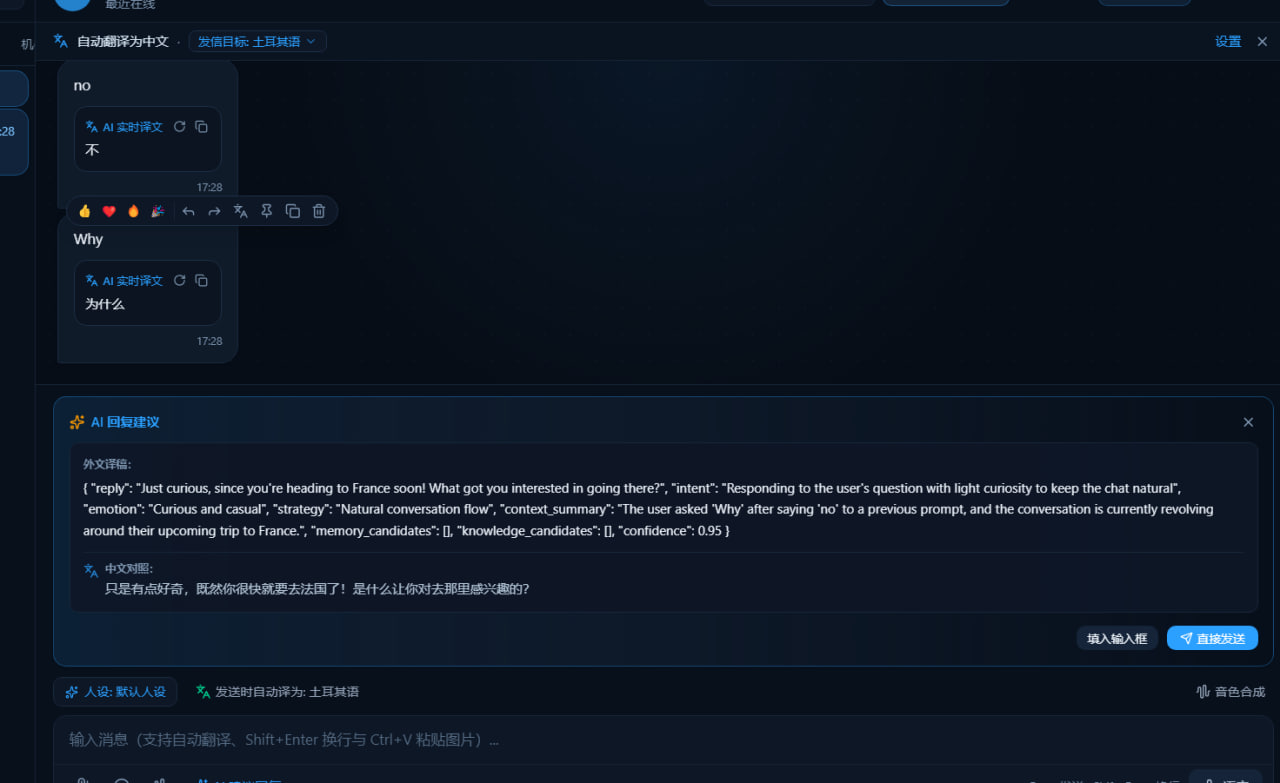 最近在线
机
自动翻译为中文 · 发信目标: 土耳其语
设置
:28
no
AI 实时译文
不
17:28
Why
AI 实时译文
为什么
17:28
AI 回复建议
外文译稿:
{ "reply": "Just curious, since you're heading to France soon! What got you interested in going there?", "intent": "Responding to the user's question with light curiosity to keep the chat natural",
"emotion": "Curious and casual", "strategy": "Natural conversation flow", "context_summary": "The user asked 'Why' after saying 'no' to a previous prompt, and the conversation is currently revolving
around their upcoming trip to France.", "memory_candidates": [], "knowledge_candidates": [], "confidence": 0.95 }
中文对照:
只是有点好奇，既然你很快就要去法国了！是什么让你对去那里感兴趣的？
填入输入框 直接发送
人设: 默认人设 发送时自动译为: 土耳其语 音色合成
输入消息（支持自动翻译、Shift+Enter 换行与 Ctrl+V 粘贴图片）...